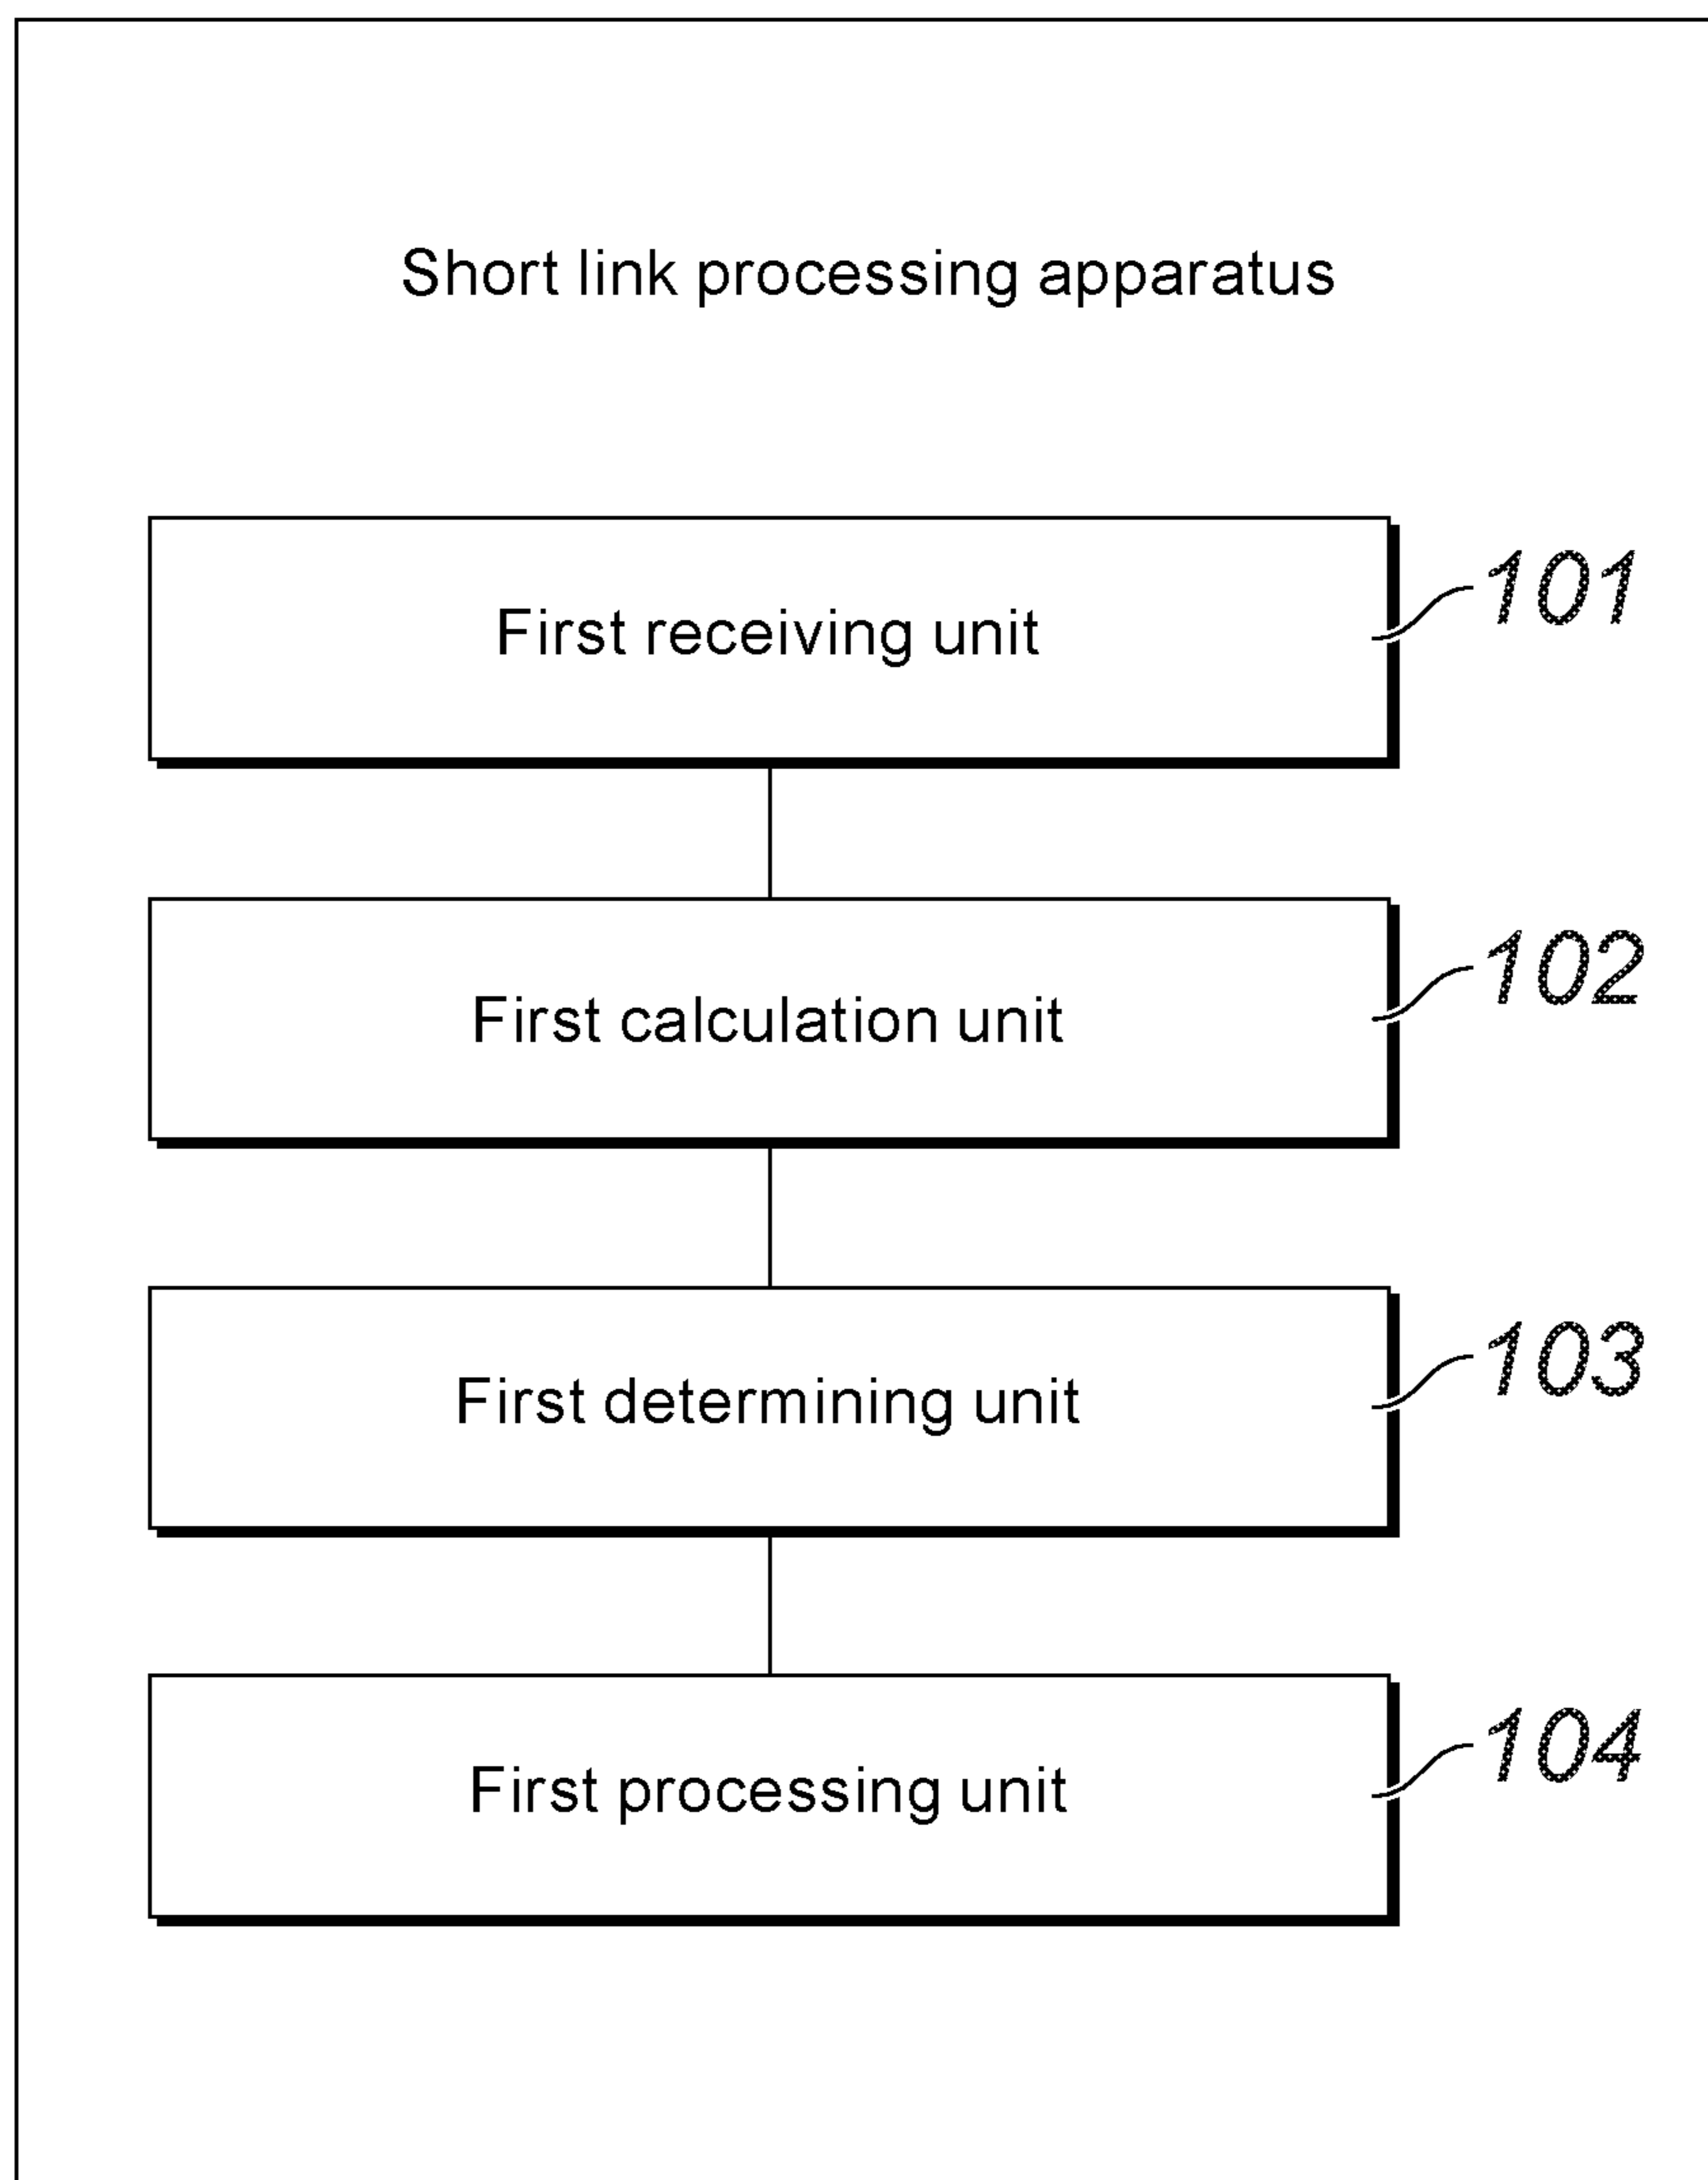 Short link processing apparatus
First receiving unit
101
First calculation unit
102
First determining unit
103
First processing unit
104